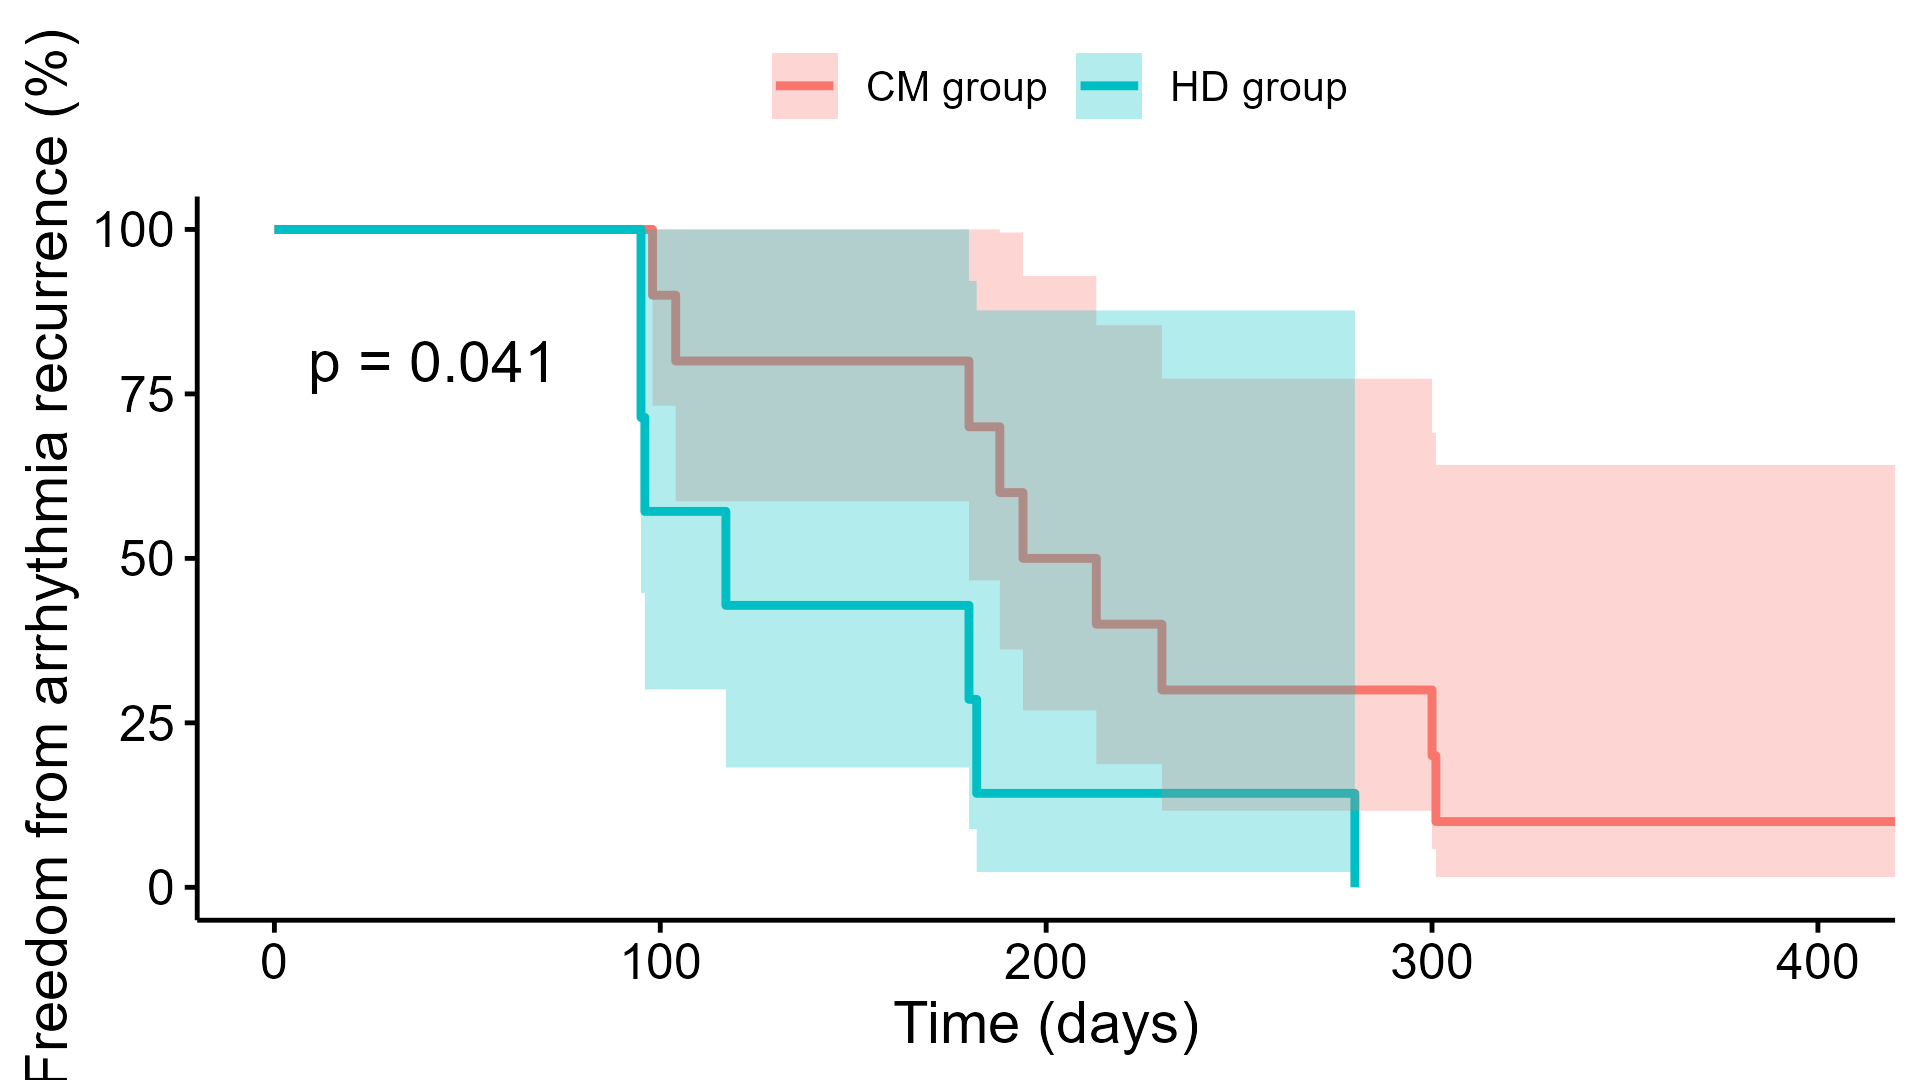 CM group
HD group
Freedom from arrhythmia recurrence (%)
100
75
50
25
0
p = 0.041
0
100
200
300
400
Time (days)